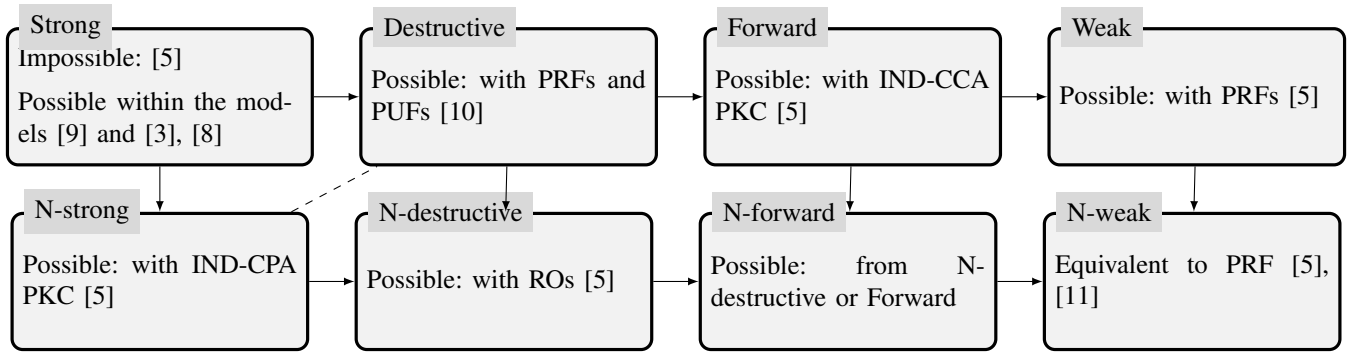 Strong
Impossible: [5]
Possible within the mod-
els [9] and [3], [8]
Destructive
Possible: with PRFs and
PUFs [10]
Forward
Possible: with IND-CCA
PKC [5]
Weak
Possible: with PRFs [5]
N-strong
Possible: with IND-CPA
PKC [5]
N-destructive
Possible: with ROs [5]
N-forward
Possible: from N-
destructive or Forward
N-weak
Equivalent to PRF [5],
[11]